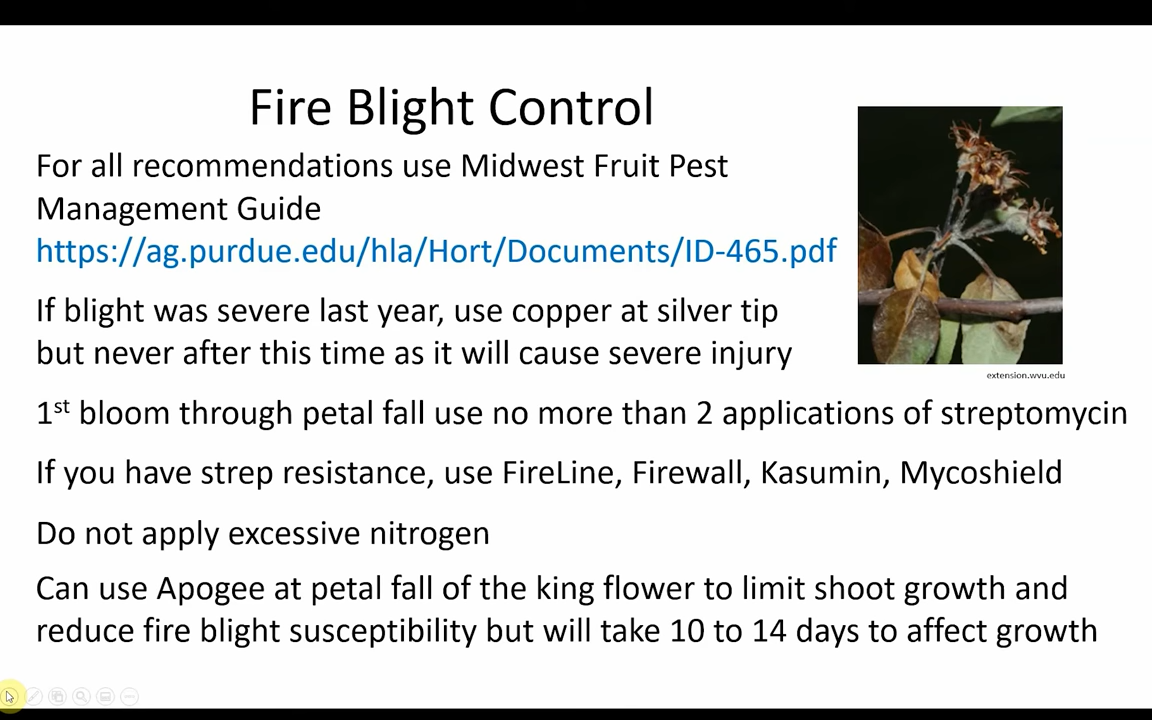 Fire Blight Control
For all recommendations use Midwest Fruit Pest
Management Guide
https://ag.purdue.edu/hla/Hort/Documents/ID-465.pdf
If blight was severe last year, use copper at silver tip
but never after this time as it will cause severe injury
extension.wvu.edu
1st bloom through petal fall use no more than 2 applications of streptomycin
If you have strep resistance, use FireLine, Firewall, Kasumin, Mycoshield
Do not apply excessive nitrogen
Can use Apogee at petal fall of the king flower to limit shoot growth and
reduce fire blight susceptibility but will take 10 to 14 days to affect growth